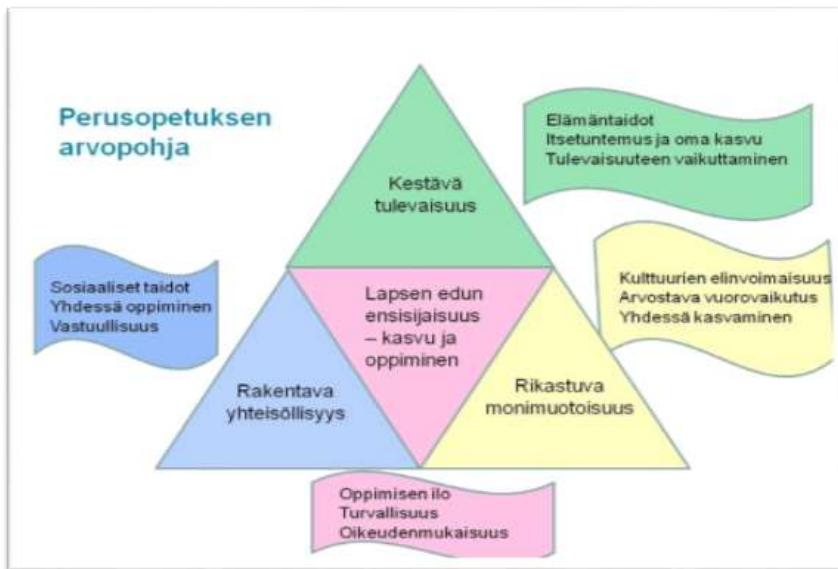 Perusopetuksen
arvopohja
Kestävä
tulevaisuus
Elämäntaidot
Itsetuntemus ja oma kasvu
Tulevaisuuteen vaikuttaminen
Sosiaaliset taidot
Yhdessä oppiminen
Vastuullisuus
Lapsen edun
ensisijaisuus
– kasvu ja
oppiminen
Kulttuurien elinvoimaisuus
Arvostava vuorovaikutus
Yhdessä kasvaminen
Rakentava
yhteisöllisyys
Rikastuva
monimuotoisuus
Oppimisen ilo
Turvallisuus
Oikeudenmukaisuus